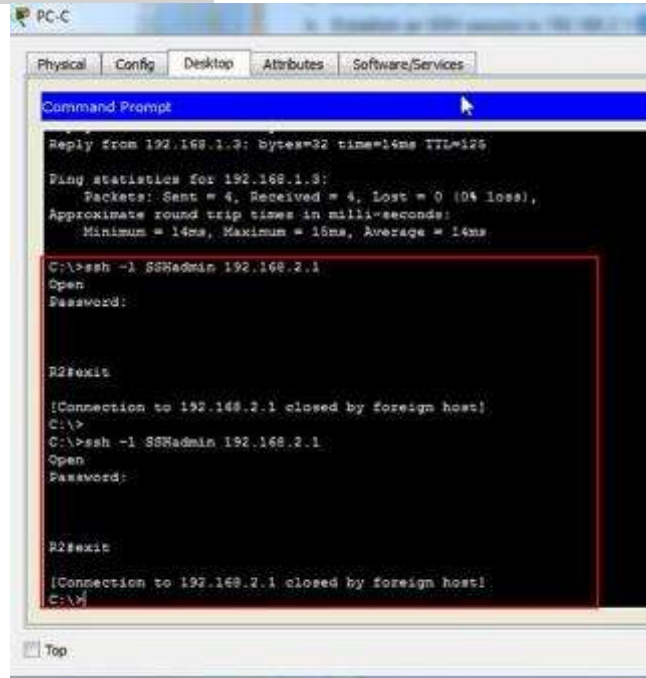 PC-C
Physical Config Desktop Attributes Software/Services
Command Prompt
Reply from 192.168.1.3: bytes=32 time=14ms TTL=125
Ping statistics for 192.168.1.3:
Packets: Sent = 4, Received = 4, Lost = 0 (0% loss),
Approximate round trip times in milli-seconds:
Minimum = 14ms, Maximum = 15ms, Average = 14ms
C:\>ssh -l SSHadmin 192.168.2.1
Open
Password:
R2#exit
[Connection to 192.168.2.1 closed by foreign host]
C:\>
C:\>ssh -l SSHadmin 192.168.2.1
Open
Password:
R2#exit
[Connection to 192.168.2.1 closed by foreign host]
C:\>
Top